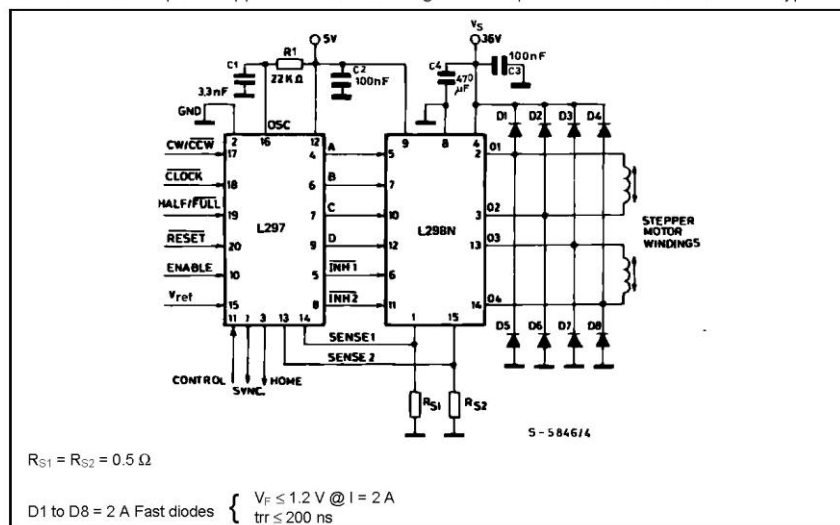 Vs
5V
36V
R1
C1
22 KΩ
3,3nF
C2
100nF
C4
470
µF
100nF
C3
GND
OSC
D1 D2 D3 D4
2 16 12
9 8 4
CW/CCW 17
4 A 5
2 O1
CLOCK 18
6 B 7
HALF/FULL 19
7 C 10
3 O2
L297
L298N
STEPPER
MOTOR
WINDINGS
RESET 20
9 D 12
13 O3
ENABLE 10
5 INH1 6
Vref 15
8 INH2 11
14 O4
11 1 3 13 14
1 15
D5 D6 D7 D8
SENSE 1
SENSE 2
CONTROL
SYNC.
HOME
RS1 RS2
S-5846/4
RS1 = RS2 = 0.5 Ω
D1 to D8 = 2 A Fast diodes { VF ≤ 1.2 V @ I = 2 A
trr ≤ 200 ns